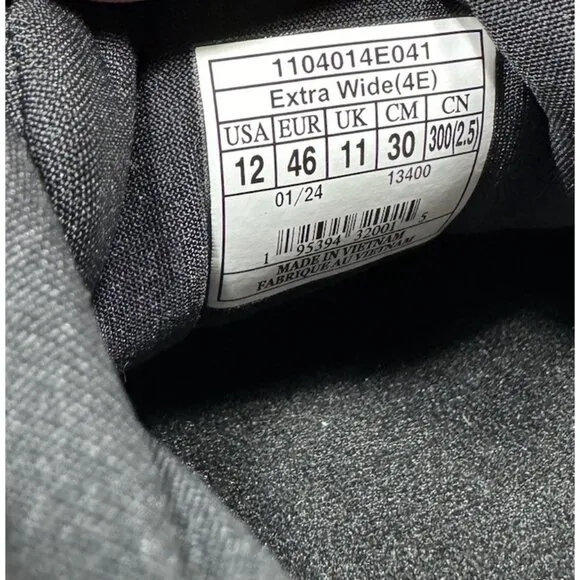 1104014E041
Extra Wide(4E)
USA EUR UK CM CN
12 46 11 30 300(2.5)
01/24 13400
1 95394 32001 5
MADE IN VIETNAM
FABRIQUE AU VIETNAM